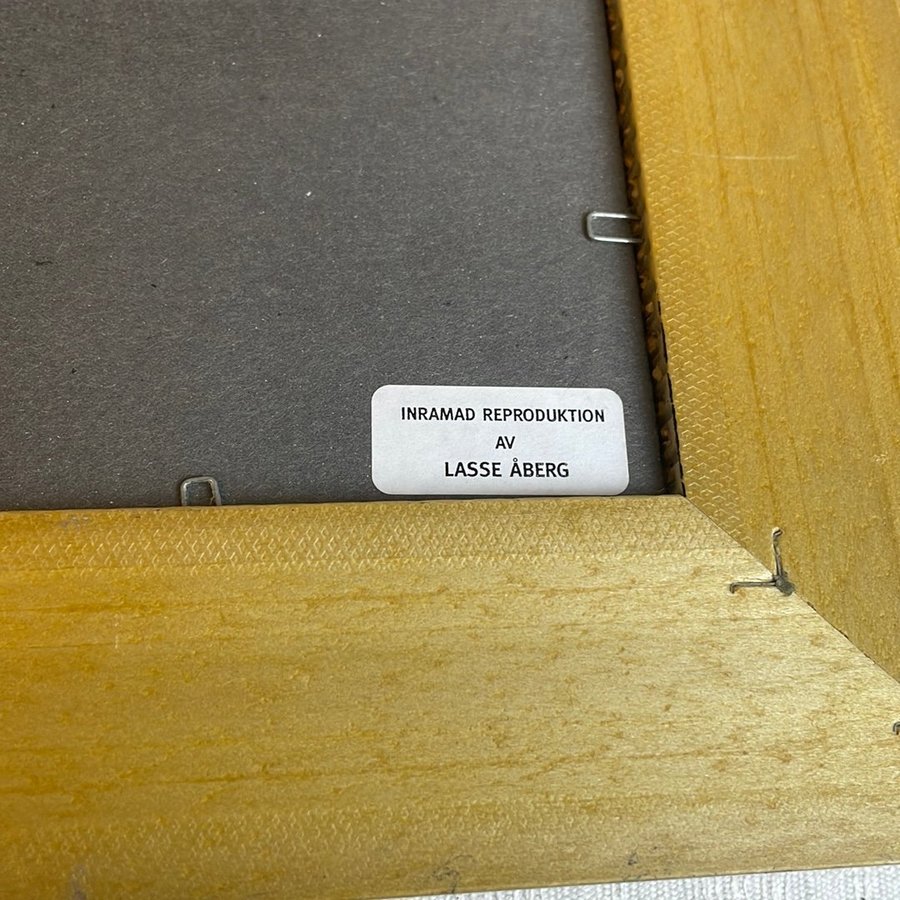 INRAMAD REPRODUKTION
AV
LASSE ÅBERG